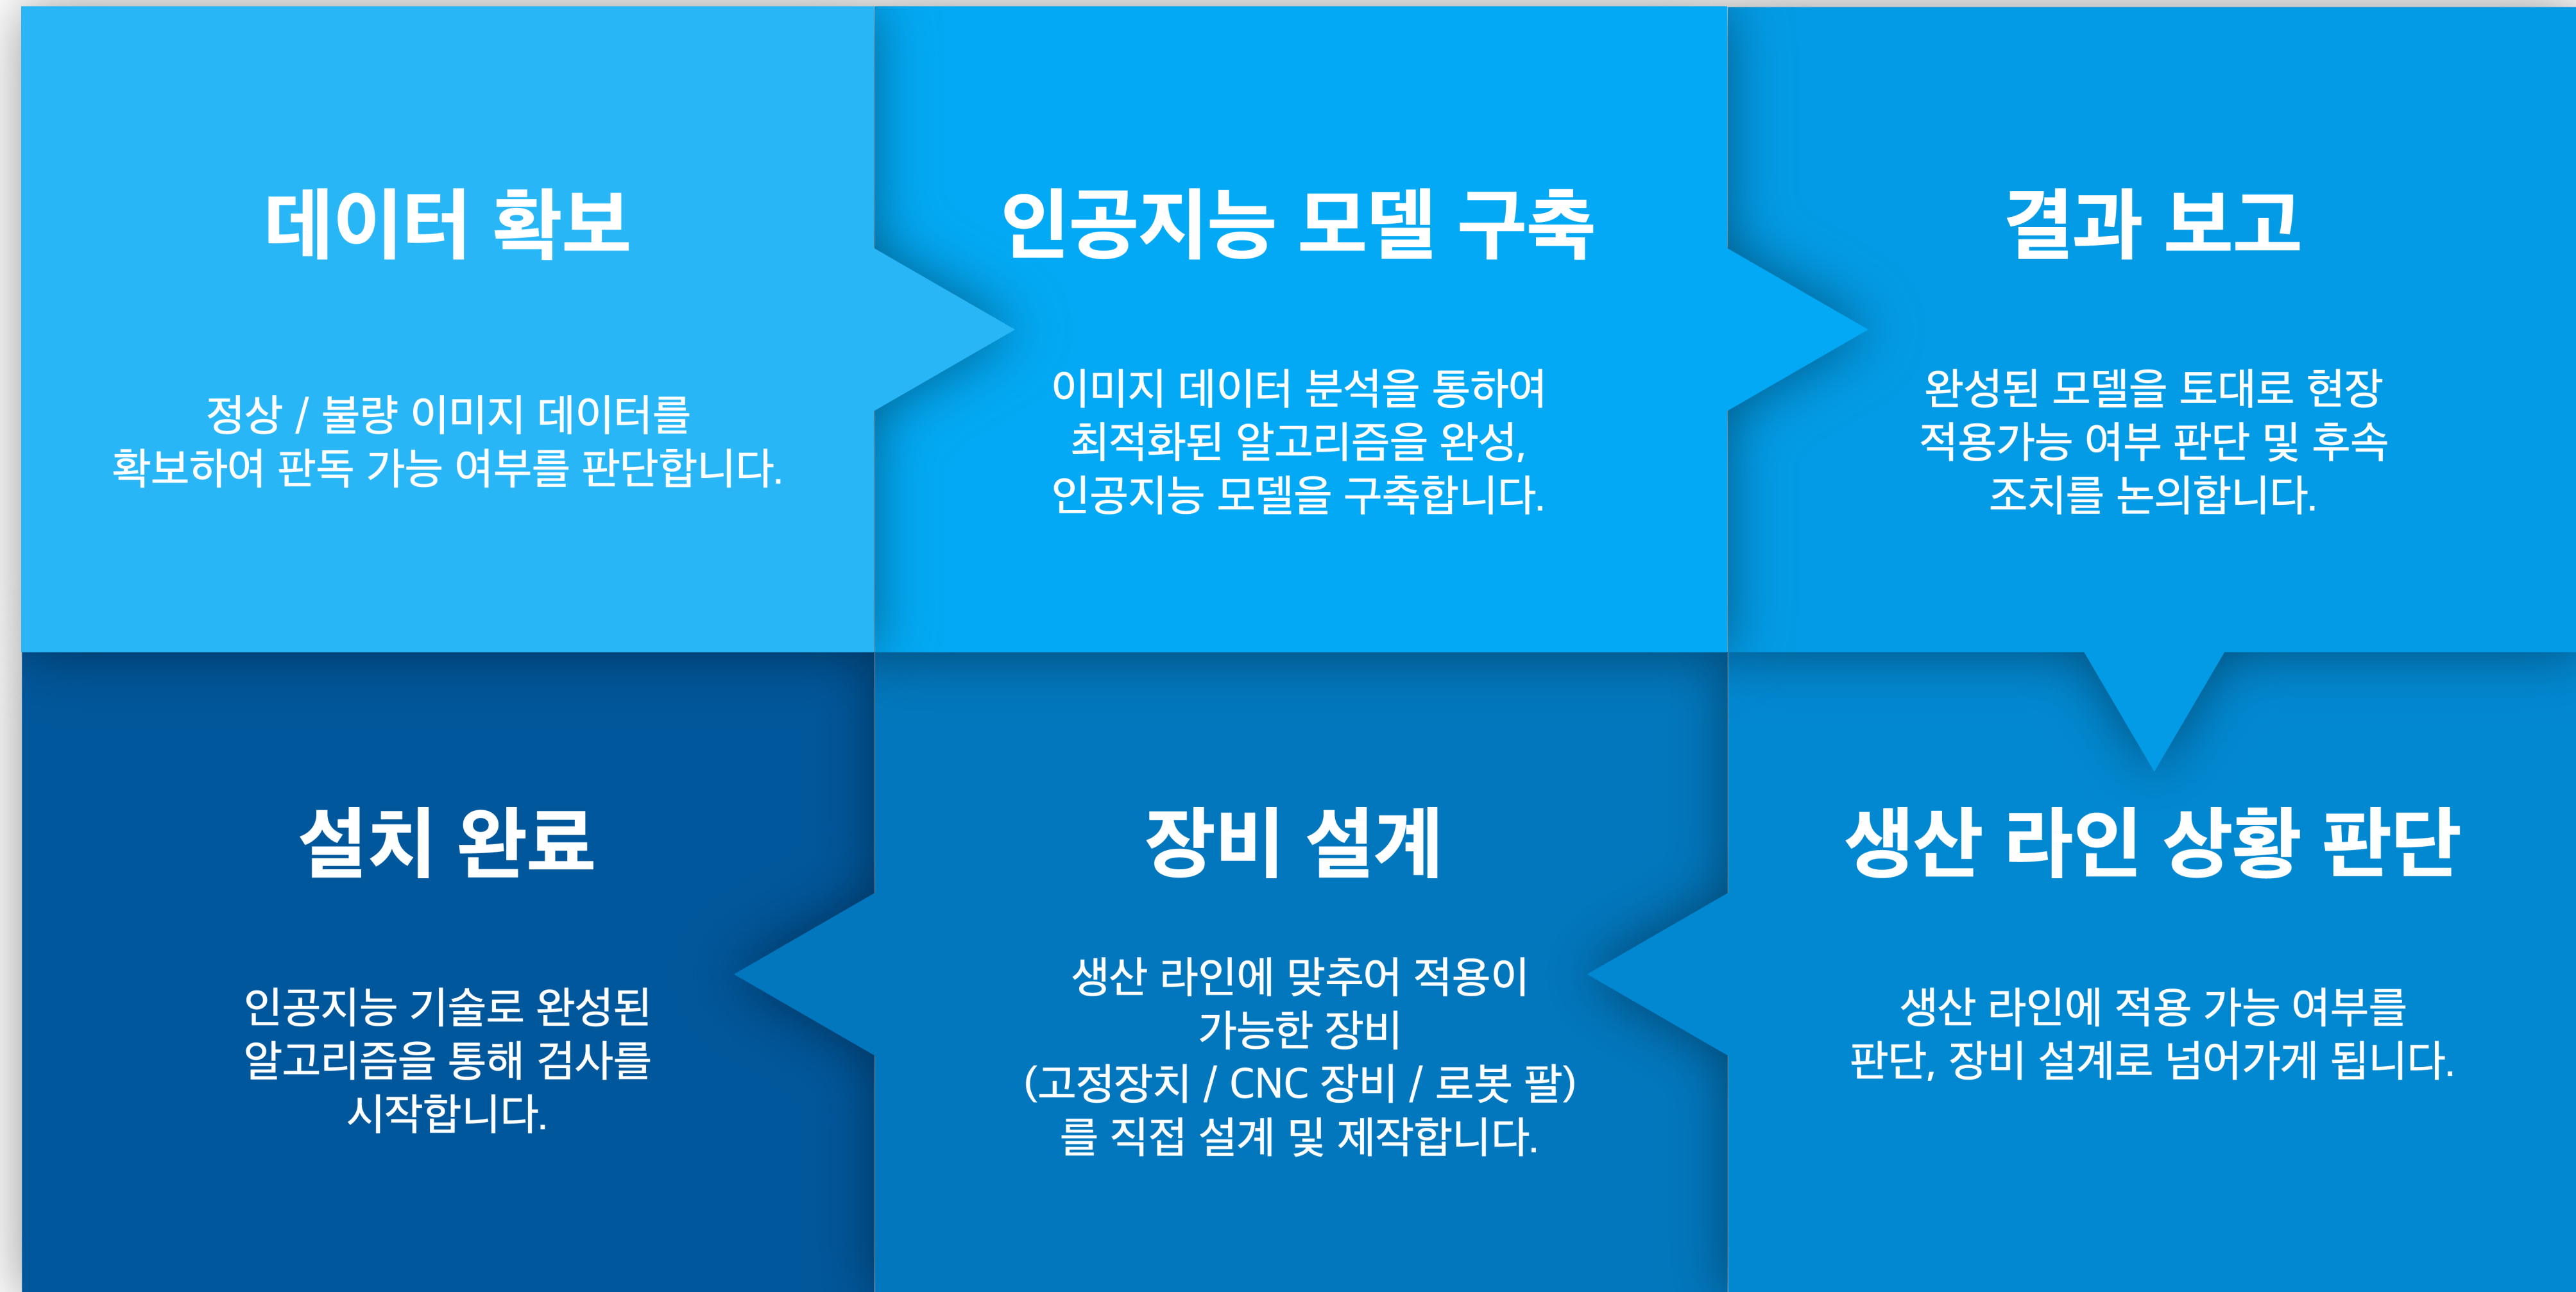 데이터 확보
정상 / 불량 이미지 데이터를
확보하여 판독 가능 여부를 판단합니다.
인공지능 모델 구축
이미지 데이터 분석을 통하여
최적화된 알고리즘을 완성,
인공지능 모델을 구축합니다.
결과 보고
완성된 모델을 토대로 현장
적용가능 여부 판단 및 후속
조치를 논의합니다.
생산 라인 상황 판단
생산 라인에 적용 가능 여부를
판단, 장비 설계로 넘어가게 됩니다.
장비 설계
생산 라인에 맞추어 적용이
가능한 장비
(고정장치 / CNC 장비 / 로봇 팔)
를 직접 설계 및 제작합니다.
설치 완료
인공지능 기술로 완성된
알고리즘을 통해 검사를
시작합니다.